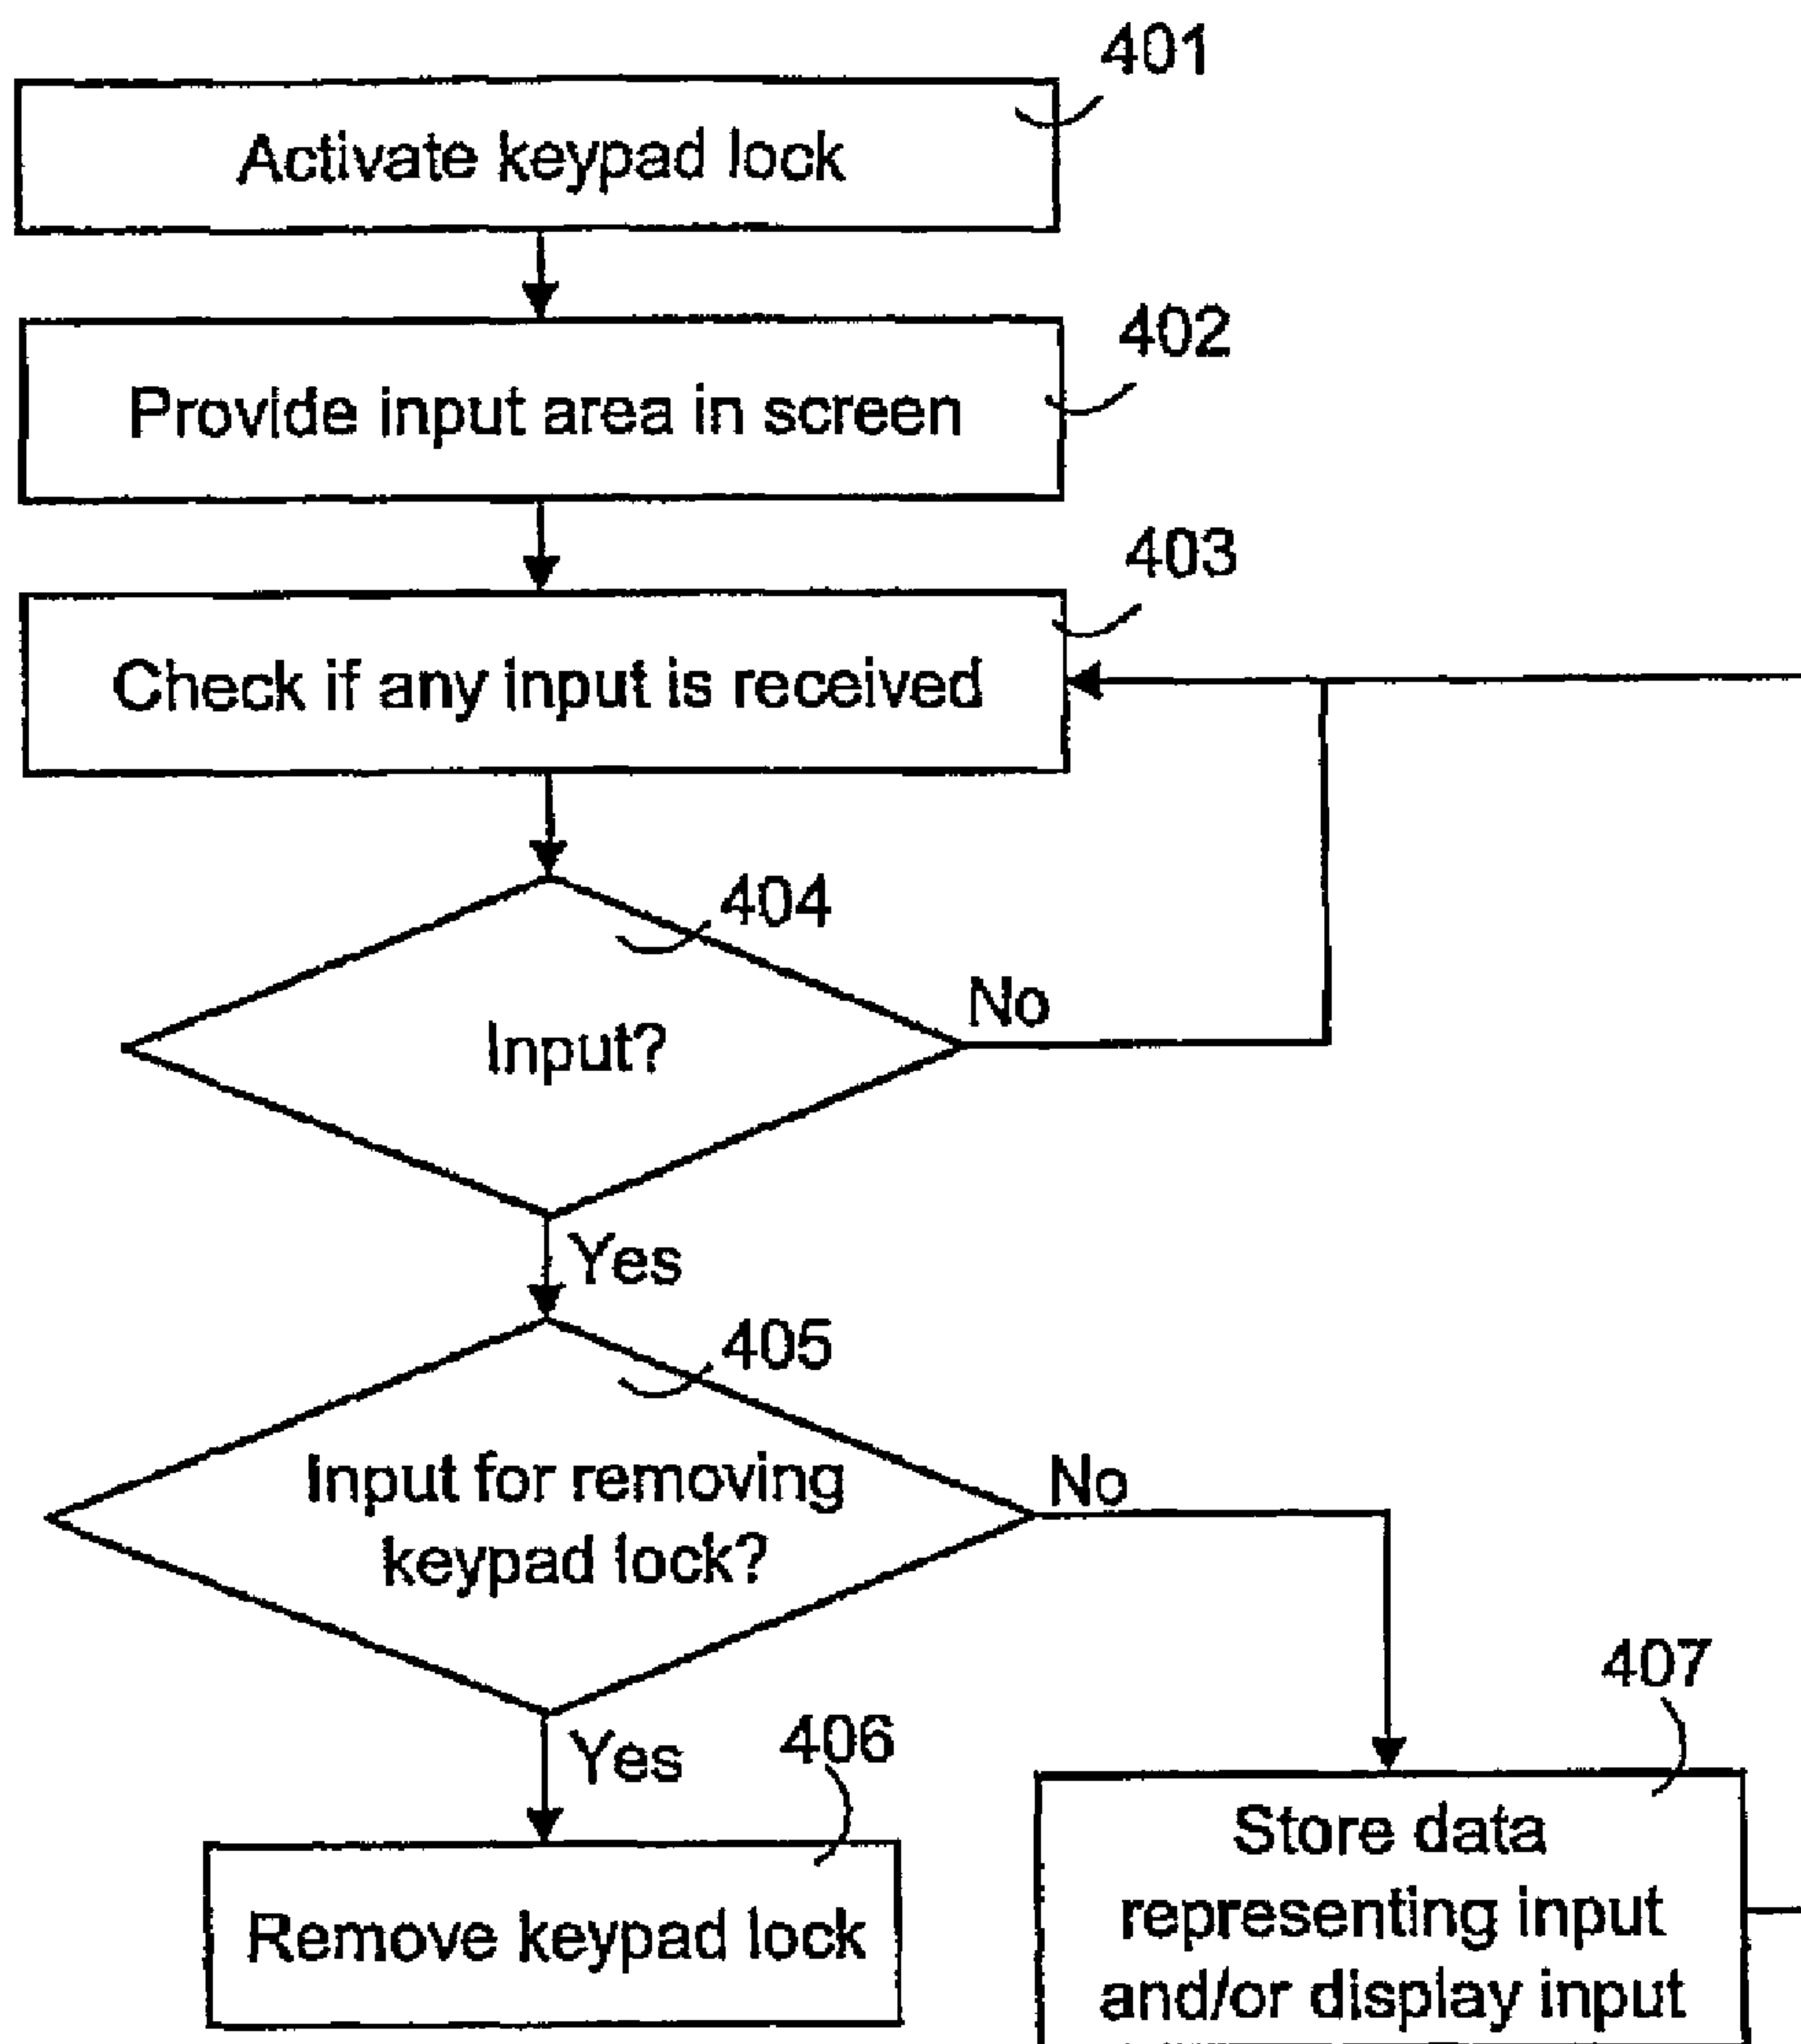 401
Activate keypad lock
402
Provide input area in screen
403
Check if any input is received
404
Input?
No
Yes
405
Input for removing
keypad lock?
No
Yes
406
Remove keypad lock
407
Store data
representing input
and/or display input